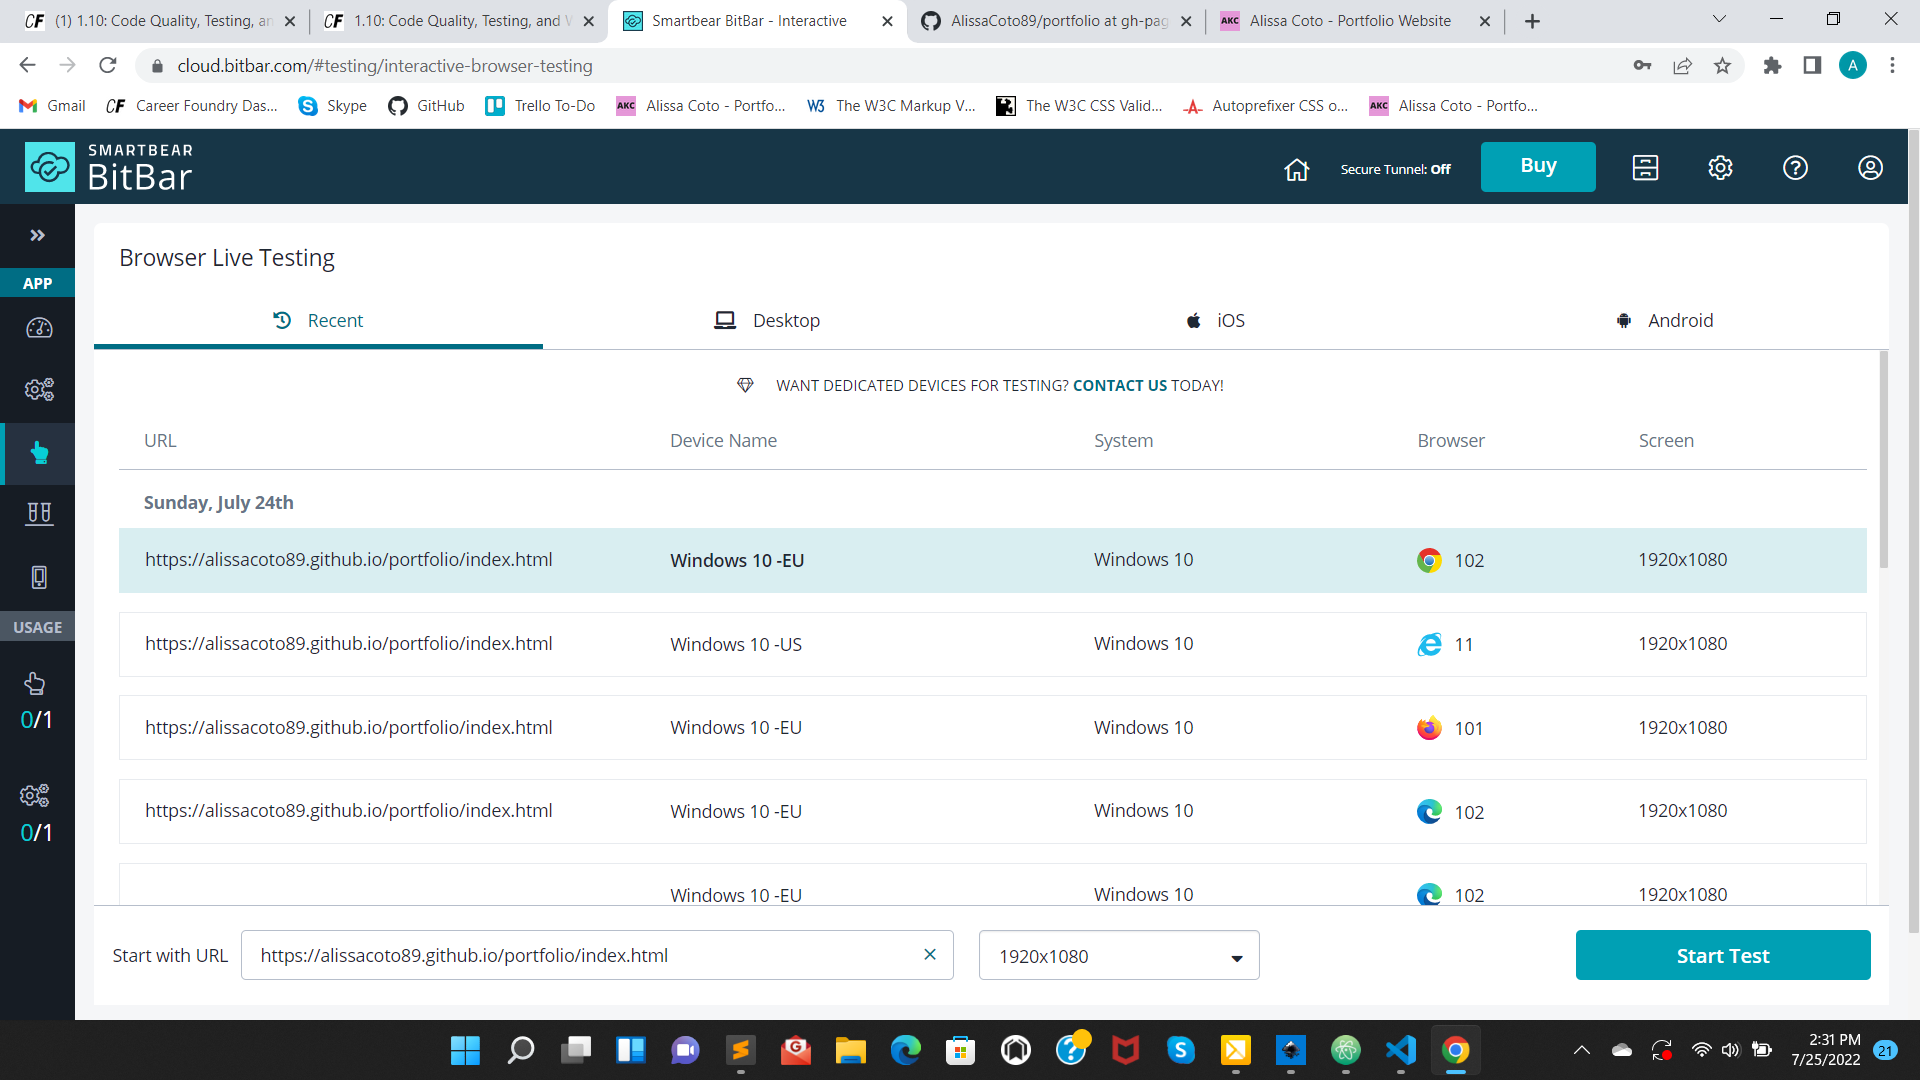 (1) 1.10: Code Quality, Testing, an
1.10: Code Quality, Testing, and W
Smartbear BitBar - Interactive
AlissaCoto89/portfolio at gh-pag
AKC Alissa Coto - Portfolio Website
cloud.bitbar.com/#testing/interactive-browser-testing
A
Gmail
CF Career Foundry Das...
Skype
GitHub
Trello To-Do
AKC Alissa Coto - Portfo...
W3 The W3C Markup V...
The W3C CSS Valid...
Autoprefixer CSS o...
AKC Alissa Coto - Portfo...
SMARTBEAR
BitBar
Secure Tunnel: Off
Buy
APP
USAGE
0/1
0/1
Browser Live Testing
Recent
Desktop
iOS
Android
WANT DEDICATED DEVICES FOR TESTING? CONTACT US TODAY!
URL Device Name System Browser Screen
Sunday, July 24th
https://alissacoto89.github.io/portfolio/index.html Windows 10 -EU Windows 10 102 1920x1080
https://alissacoto89.github.io/portfolio/index.html Windows 10 -US Windows 10 11 1920x1080
https://alissacoto89.github.io/portfolio/index.html Windows 10 -EU Windows 10 101 1920x1080
https://alissacoto89.github.io/portfolio/index.html Windows 10 -EU Windows 10 102 1920x1080
Windows 10 -EU Windows 10 102 1920x1080
Start with URL https://alissacoto89.github.io/portfolio/index.html 1920x1080 Start Test
2:31 PM
7/25/2022
21